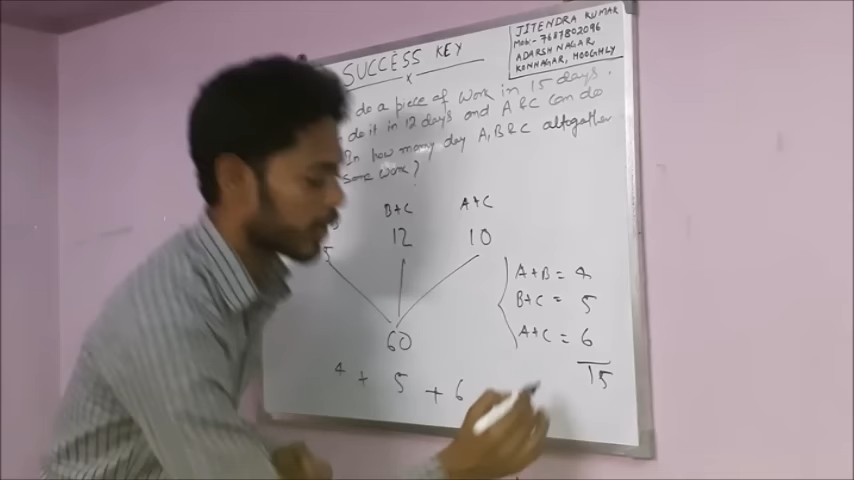 SUCCESS KEY
x
JITENDRA KUMAR
MOB- 7687802096
ADARSH NAGAR,
KONNAGAR, HOOGHLY
do a piece of work in 15 days.
do it in 12 days and A & C can do
In how many day A, B & C altogether
same work?
B+C A+C
5 12 10
60
A+B = 4
B+C = 5
A+C = 6
15
4 + 5 + 6